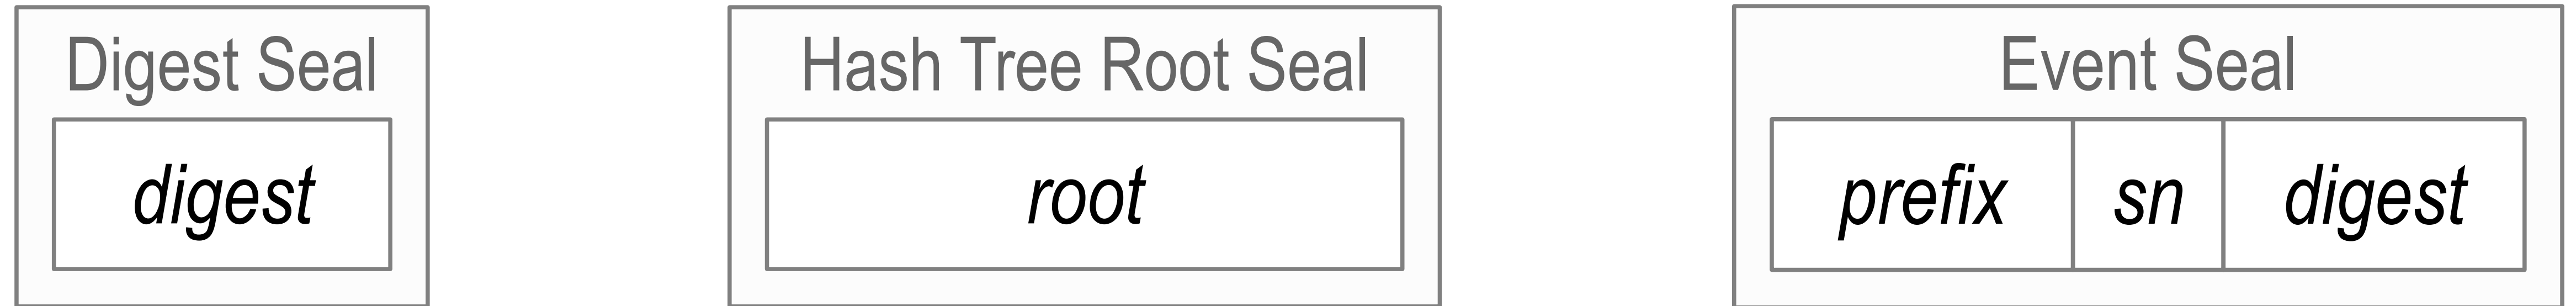 Digest Seal
digest
Hash Tree Root Seal
root
Event Seal
prefix sn digest